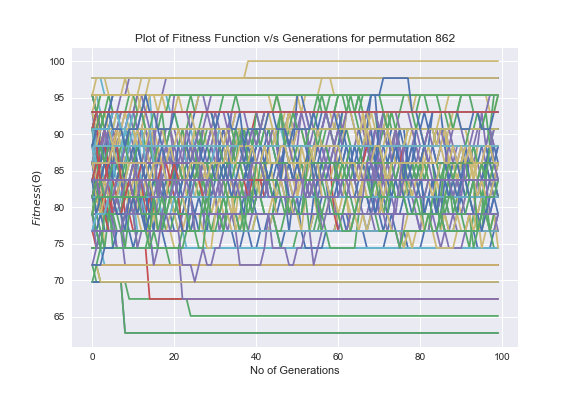 Plot of Fitness Function v/s Generations for permutation 862
100
95
90
85
80
75
70
65
Fitness(Θ)
0 20 40 60 80 100
No of Generations